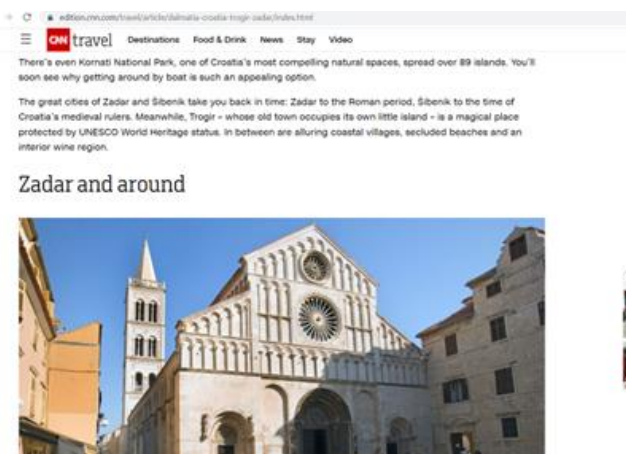 edition.cnn.com/travel/article/dalmatia-croatia-trogir-zadar/index.html
CNN travel Destinations Food & Drink News Stay Video
There's even Kornati National Park, one of Croatia's most compelling natural spaces, spread over 89 islands. You'll
soon see why getting around by boat is such an appealing option.
The great cities of Zadar and Šibenik take you back in time: Zadar to the Roman period, Šibenik to the time of
Croatia's medieval rulers. Meanwhile, Trogir – whose old town occupies its own little island – is a magical place
protected by UNESCO World Heritage status. In between are alluring coastal villages, secluded beaches and an
interior wine region.
Zadar and around